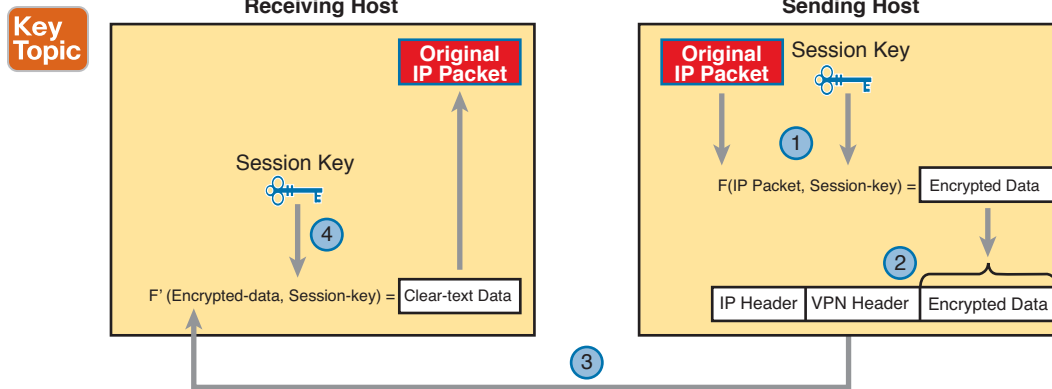 Key
Topic
Receiving Host
Original
IP Packet
Session Key
4
F' (Encrypted-data, Session-key) = Clear-text Data
Sending Host
Original
IP Packet
Session Key
1
F(IP Packet, Session-key) = Encrypted Data
2
IP Header VPN Header Encrypted Data
3